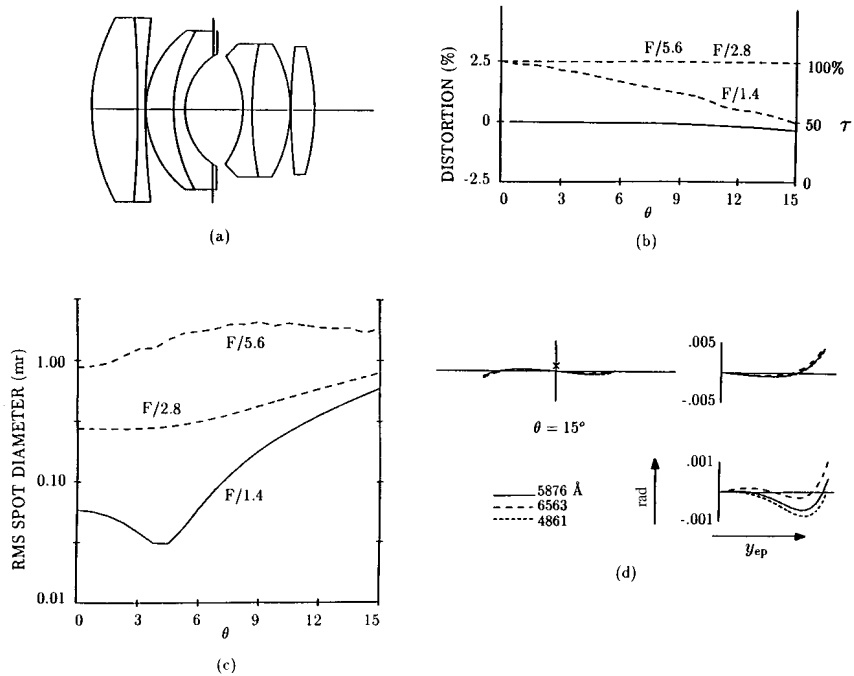 (a)
DISTORTION (%)
2.5
0
-2.5
F/5.6 F/2.8
F/1.4
100%
50 τ
0
0 3 6 9 12 15
θ
(b)
RMS SPOT DIAMETER (mr)
1.00
0.10
0.01
F/5.6
F/2.8
F/1.4
0 3 6 9 12 15
θ
(c)
θ = 15°
.005
-.005
5876 Å
6563
4861
rad
.001
-.001
yep
(d)